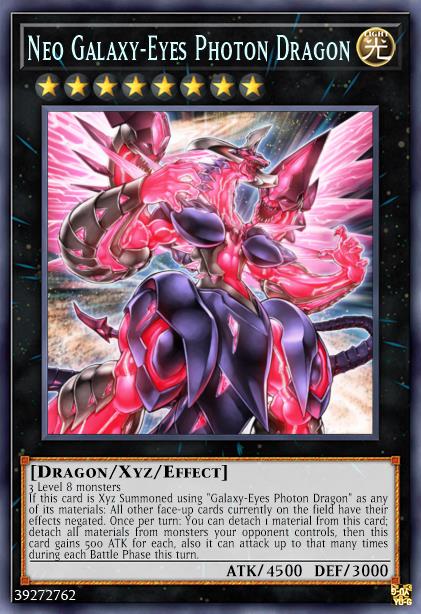 NEO GALAXY-EYES PHOTON DRAGON
LIGHT
光
[DRAGON/XYZ/EFFECT]
3 Level 8 monsters
If this card is Xyz Summoned using "Galaxy-Eyes Photon Dragon" as any
of its materials: All other face-up cards currently on the field have their
effects negated. Once per turn: You can detach 1 material from this card;
detach all materials from monsters your opponent controls, then this
card gains 500 ATK for each, also it can attack up to that many times
during each Battle Phase this turn.
ATK/4500 DEF/3000
39272762